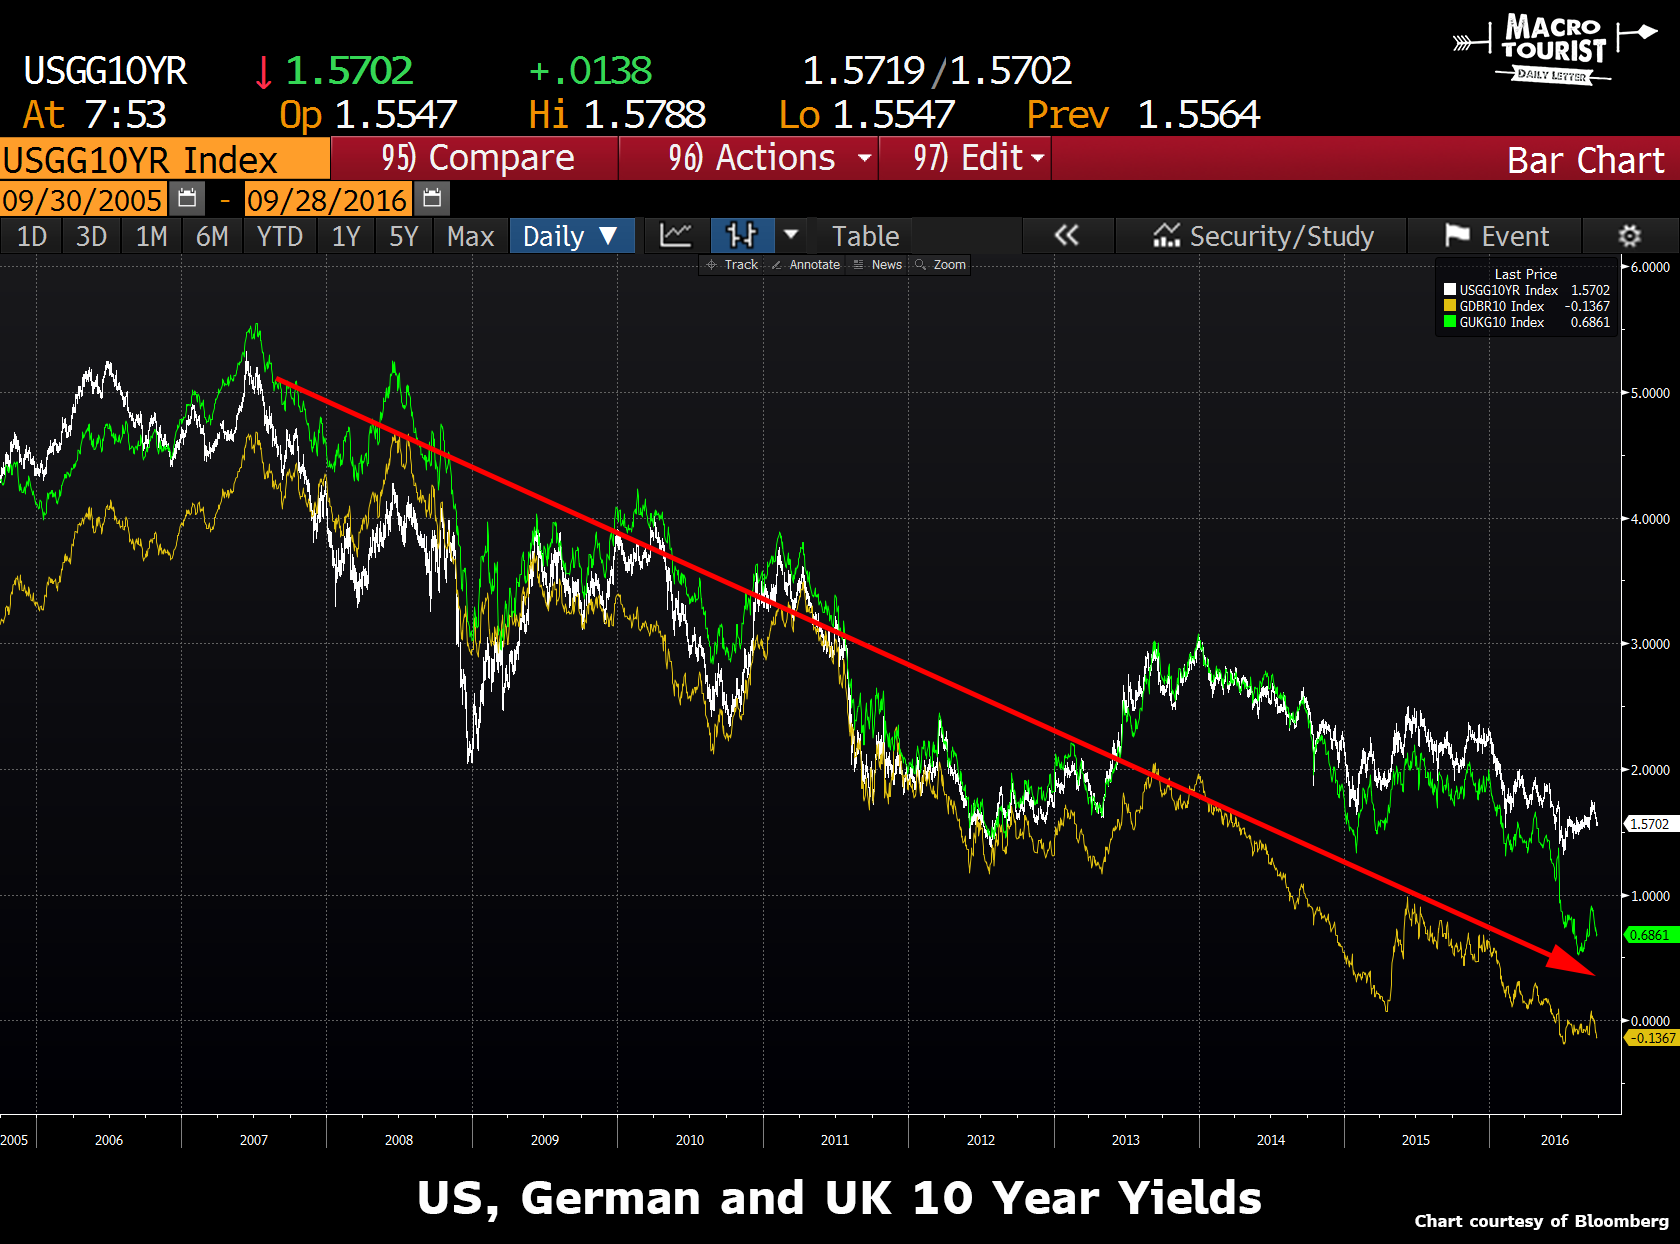 MACRO
TOURIST
DAILY LETTER
USGG10YR ↓ 1.5702 +.0138 1.5719/1.5702
At 7:53 Op 1.5547 Hi 1.5788 Lo 1.5547 Prev 1.5564
USGG10YR Index 95) Compare 96) Actions 97) Edit Bar Chart
09/30/2005 - 09/28/2016
1D 3D 1M 6M YTD 1Y 5Y Max Daily ▼ Table « Security/Study Event
Track Annotate News Zoom
Last Price
USGG10YR Index 1.5702
GDBR10 Index -0.1367
GUKG10 Index 0.6861
6.0000
5.0000
4.0000
3.0000
2.0000
1.5702
1.0000
0.6861
0.0000
-0.1367
2005 2006 2007 2008 2009 2010 2011 2012 2013 2014 2015 2016
US, German and UK 10 Year Yields
Chart courtesy of Bloomberg